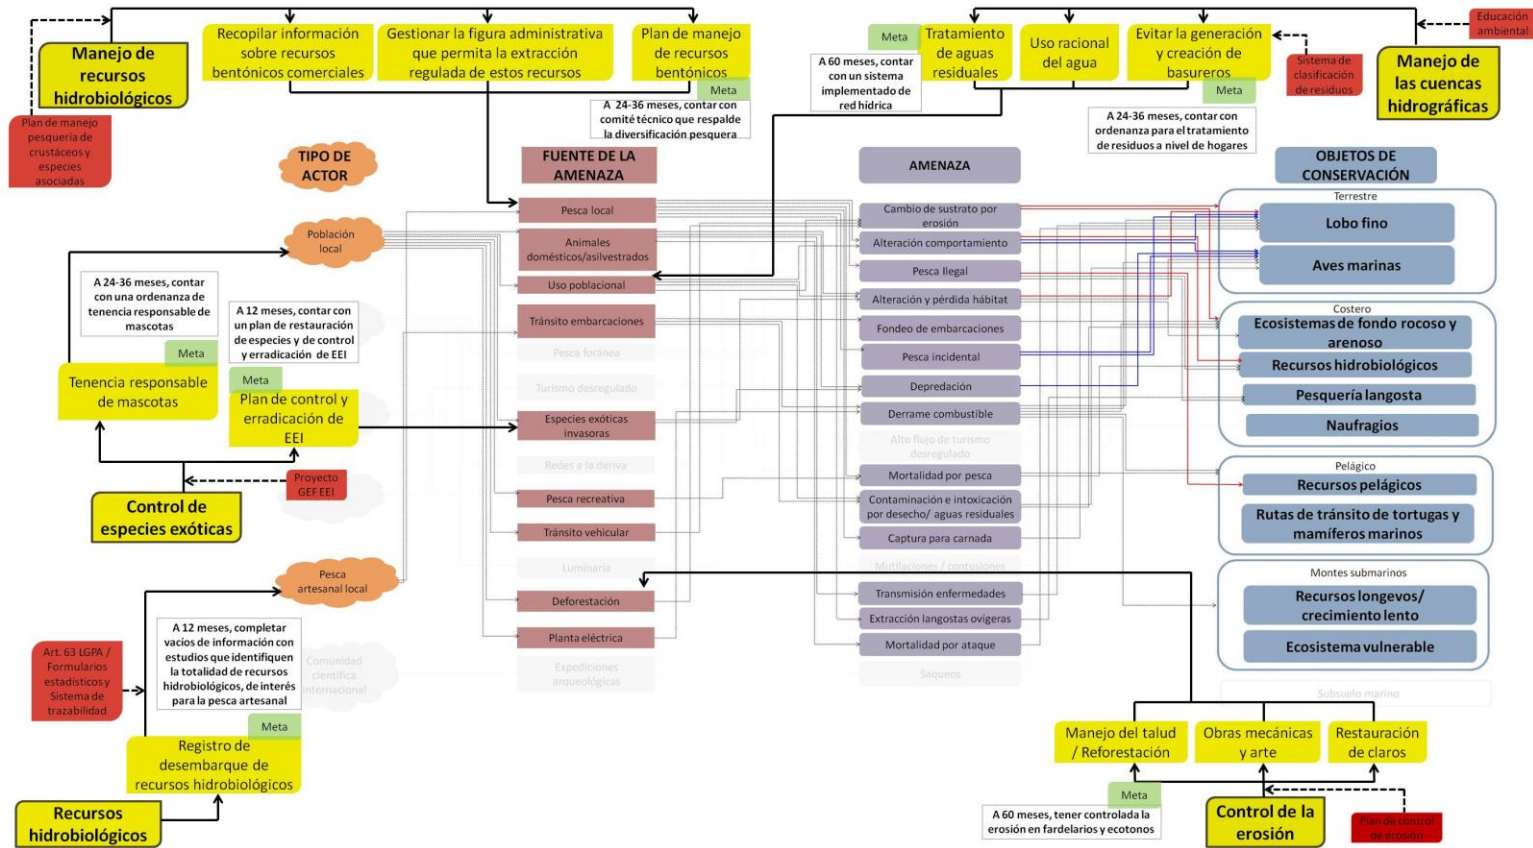 Manejo de
recursos
hidrobiológicos
Plan de manejo
pesquería de
crustáceos y
especies
asociadas
Recopilar información
sobre recursos
bentónicos comerciales
Gestionar la figura administrativa
que permita la extracción
regulada de estos recursos
Plan de manejo
de recursos
bentónicos
Meta
A 24-36 meses, contar con
comité técnico que respalde
la diversificación pesquera
Meta
A 60 meses, contar
con un sistema
implementado de
red hídrica
Tratamiento
de aguas
residuales
Uso racional
del agua
Evitar la generación
y creación de
basureros
Meta
A 24-36 meses, contar con
ordenanza para el tratamiento
de residuos a nivel de hogares
Sistema de
clasificación
de residuos
Educación
ambiental
Manejo de
las cuencas
hidrográficas
TIPO DE
ACTOR
Población
local
Pesca
artesanal local
Comunidad
científica
internacional
FUENTE DE LA
AMENAZA
Pesca local
Animales
domésticos/asilvestrados
Uso poblacional
Tránsito embarcaciones
Pesca foránea
Turismo desregulado
Especies exóticas
invasoras
Redes a la deriva
Pesca recreativa
Tránsito vehicular
Luminaria
Deforestación
Planta eléctrica
Expediciones
arqueológicas
AMENAZA
Cambio de sustrato por
erosión
Alteración comportamiento
Pesca Ilegal
Alteración y pérdida hábitat
Fondeo de embarcaciones
Pesca incidental
Depredación
Derrame combustible
Alto flujo de turismo
desregulado
Mortalidad por pesca
Contaminación e intoxicación
por desecho/ aguas residuales
Captura para carnada
Mutilaciones / contusiones
Transmisión enfermedades
Extracción langostas ovígeras
Mortalidad por ataque
Saqueos
OBJETOS DE
CONSERVACIÓN
Terrestre
Lobo fino
Aves marinas
Costero
Ecosistemas de fondo rocoso y
arenoso
Recursos hidrobiológicos
Pesquería langosta
Naufragios
Pelágico
Recursos pelágicos
Rutas de tránsito de tortugas y
mamíferos marinos
Montes submarinos
Recursos longevos/
crecimiento lento
Ecosistema vulnerable
Subsuelo marino
A 24-36 meses, contar
con una ordenanza de
tenencia responsable de
mascotas
Meta
Tenencia responsable
de mascotas
A 12 meses, contar con
un plan de restauración
de especies y de control
y erradicación de EEI
Meta
Plan de control y
erradicación de
EEI
Proyecto
GEF EEI
Control de
especies exóticas
Art. 63 LGPA /
Formularios
estadísticos y
Sistema de
trazabilidad
A 12 meses, completar
vacíos de información con
estudios que identifiquen
la totalidad de recursos
hidrobiológicos, de interés
para la pesca artesanal
Meta
Registro de
desembarque de
recursos hidrobiológicos
Recursos
hidrobiológicos
Manejo del talud
/ Reforestación
Obras mecánicas
y arte
Restauración
de claros
Meta
A 60 meses, tener controlada la
erosión en fardelarios y ecotonos
Control de la
erosión
Plan de control
de erosión